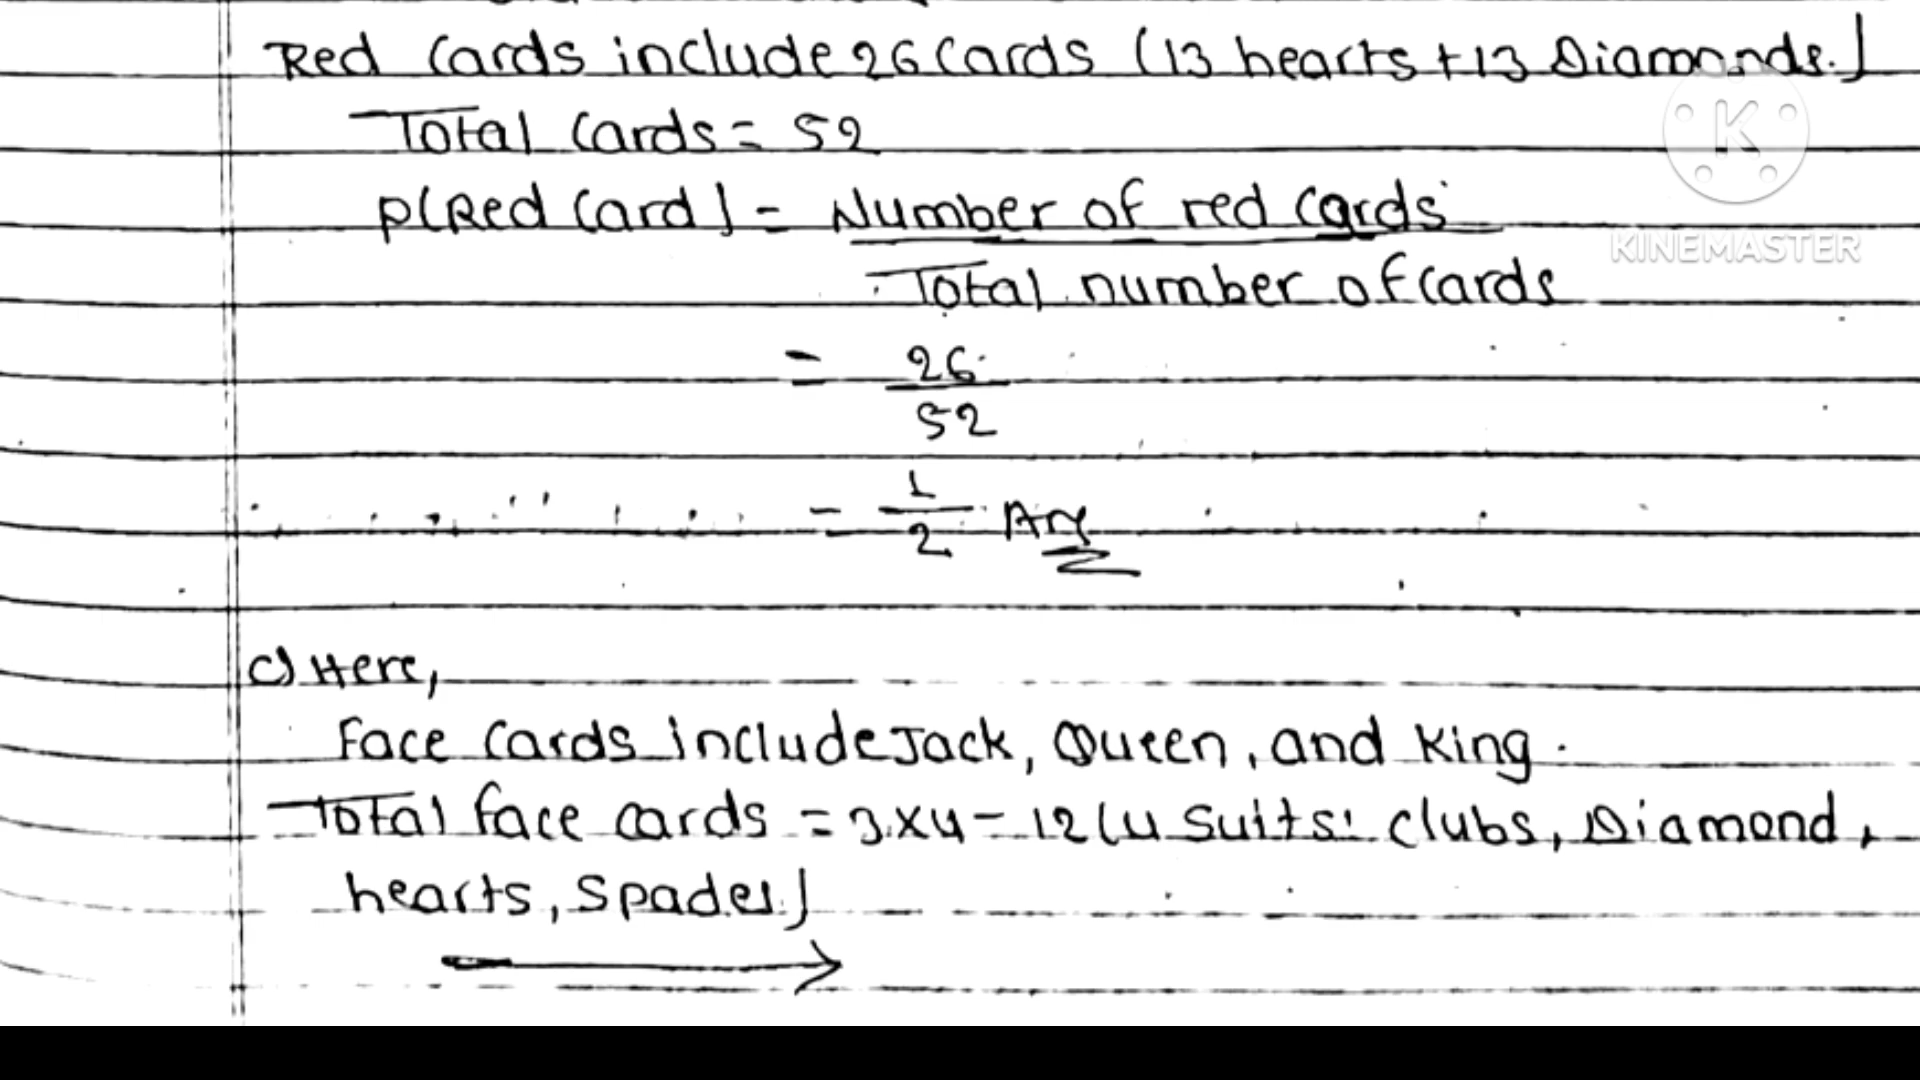 Red Cards include 26 Cards (13 hearts + 13 Diamonds.)
Total Cards = 52
P(Red Card) = Number of red cards
Total number of cards
= 26
52
= 1
2 Ans
K
KINEMASTER
c) Here,
Face Cards include Jack, Queen, and King.
Total face cards = 3x4 = 12 (4 suits: clubs, Diamond,
hearts, Spades)